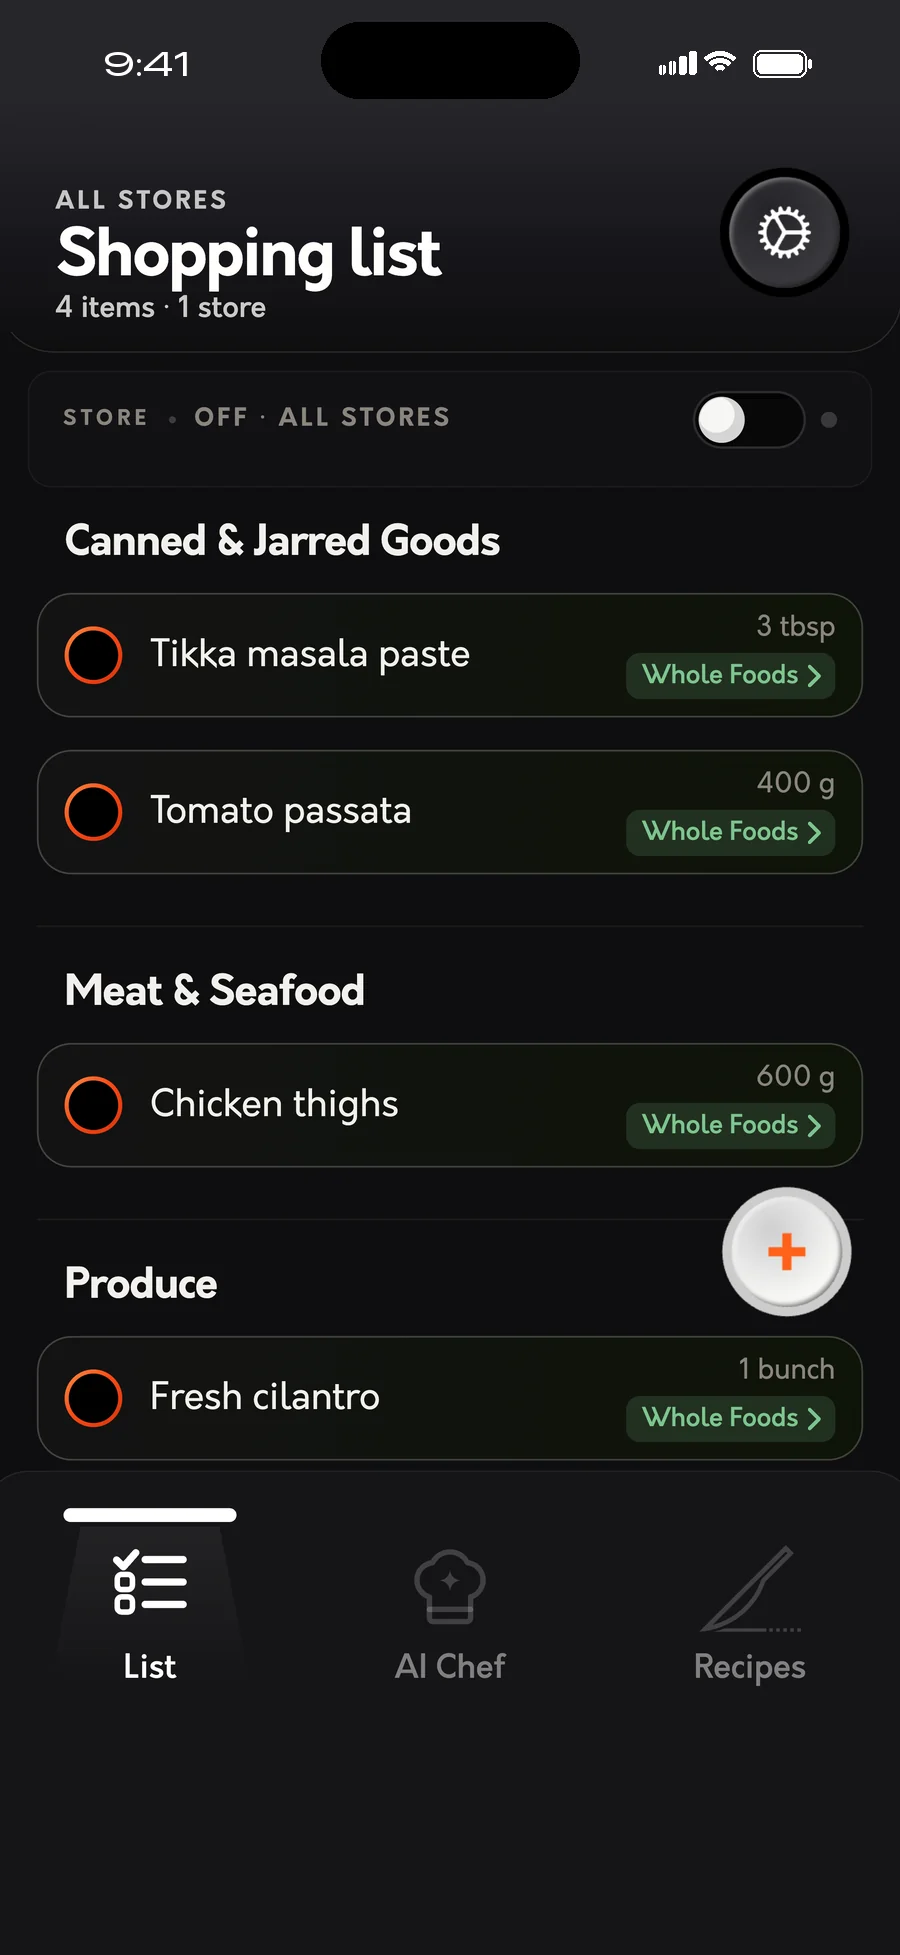 9:41
ALL STORES
Shopping list
4 items · 1 store
STORE • OFF · ALL STORES
Canned & Jarred Goods
Tikka masala paste
3 tbsp
Whole Foods
Tomato passata
400 g
Whole Foods
Meat & Seafood
Chicken thighs
600 g
Whole Foods
Produce
Fresh cilantro
1 bunch
Whole Foods
List
AI Chef
Recipes